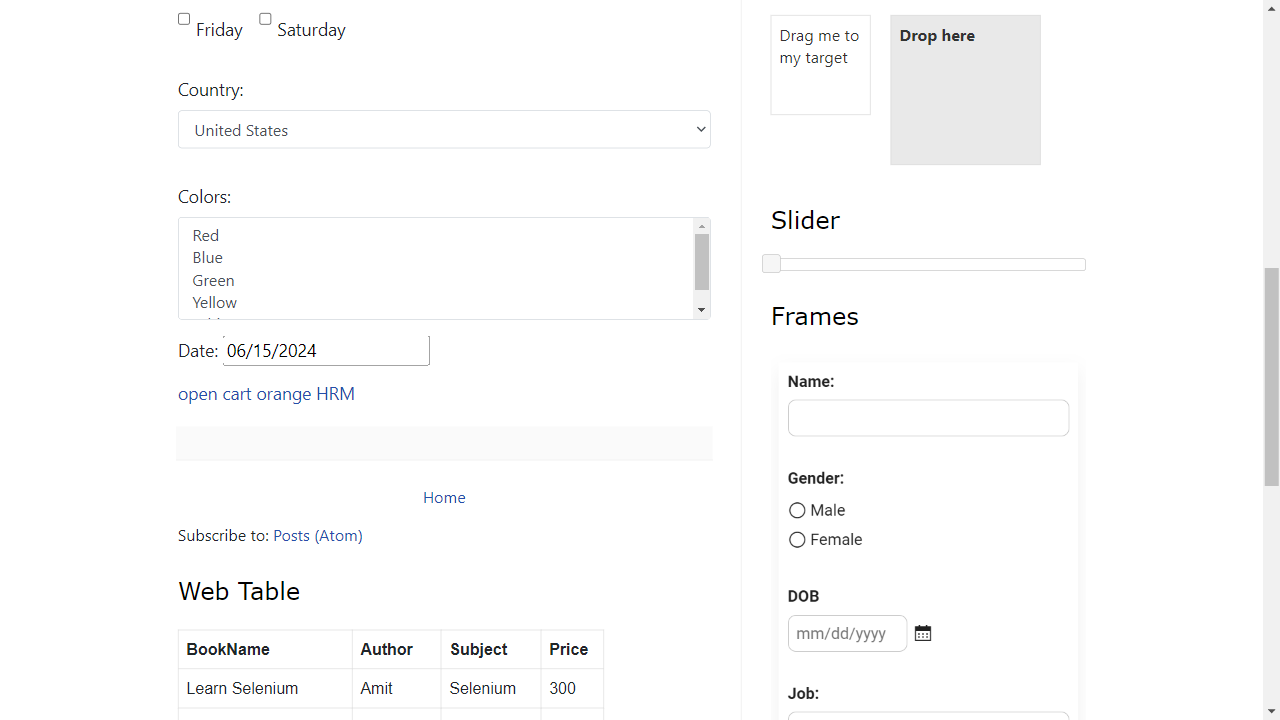 Friday Saturday
Country:
United States
Colors:
Red
Blue
Green
Yellow
Date: 06/15/2024
open cart orange HRM
Home
Subscribe to: Posts (Atom)
Web Table
BookName Author Subject Price
Learn Selenium Amit Selenium 300
Drag me to
my target
Drop here
Slider
Frames
Name:
Gender:
Male
Female
DOB
mm/dd/yyyy
Job: